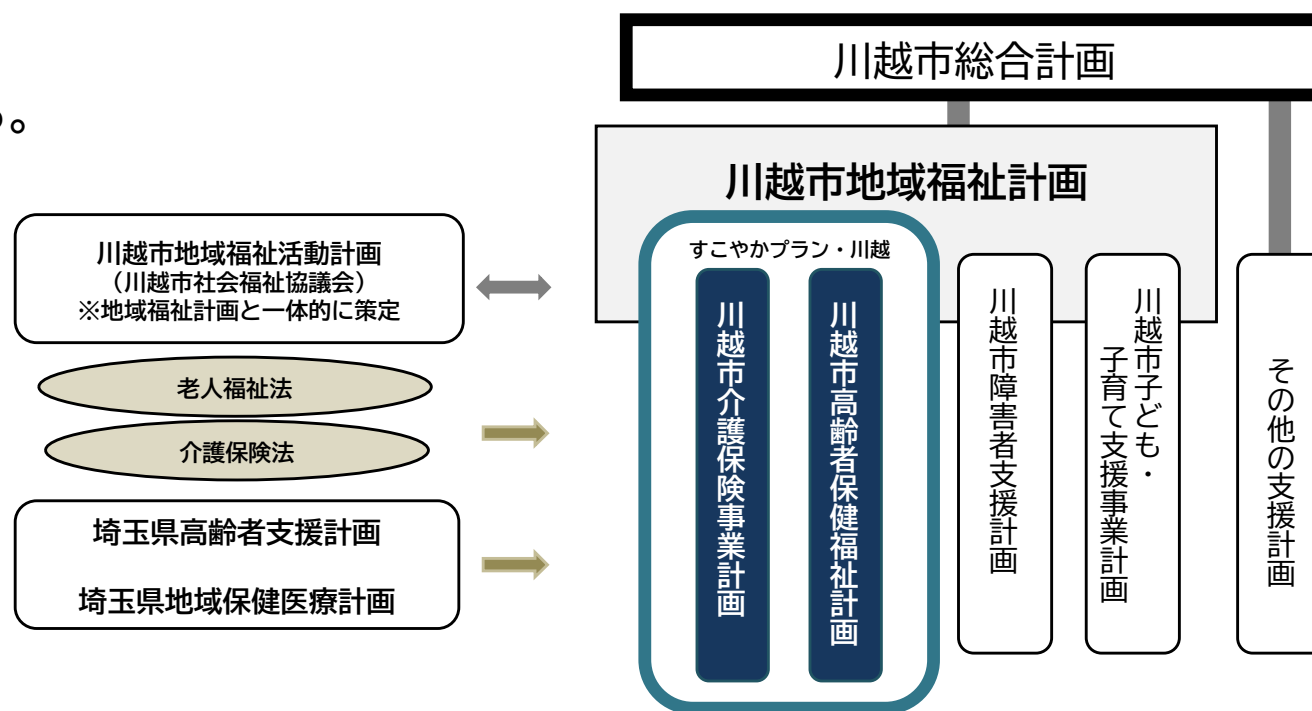 川越市総合計画
る。
川越市地域福祉計画
川越市地域福祉活動計画
（川越市社会福祉協議会）
※地域福祉計画と一体的に策定
老人福祉法
介護保険法
埼玉県高齢者支援計画
埼玉県地域保健医療計画
すこやかプラン・川越
川越市介護保険事業計画
川越市高齢者保健福祉計画
川越市障害者支援計画
川越市子ども・
子育て支援事業計画
その他の支援計画